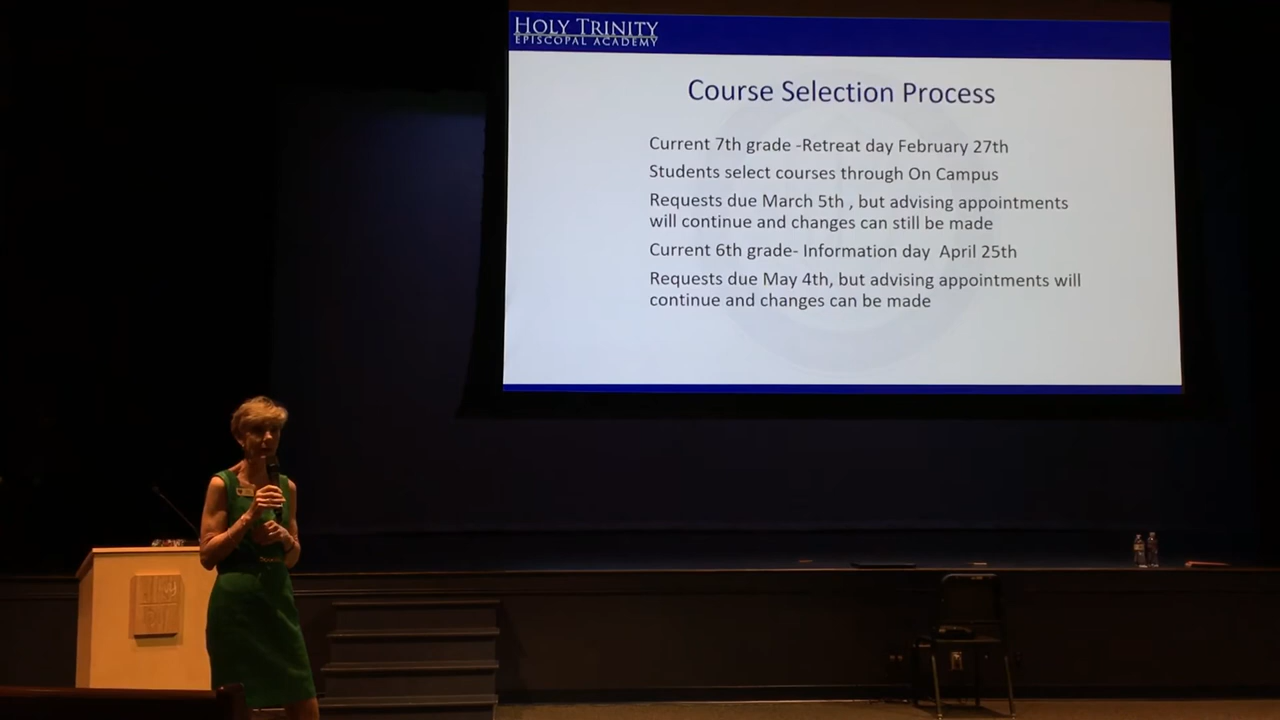 HOLY TRINITY
EPISCOPAL ACADEMY
Course Selection Process
Current 7th grade -Retreat day February 27th
Students select courses through On Campus
Requests due March 5th , but advising appointments
will continue and changes can still be made
Current 6th grade- Information day  April 25th
Requests due May 4th, but advising appointments will
continue and changes can be made